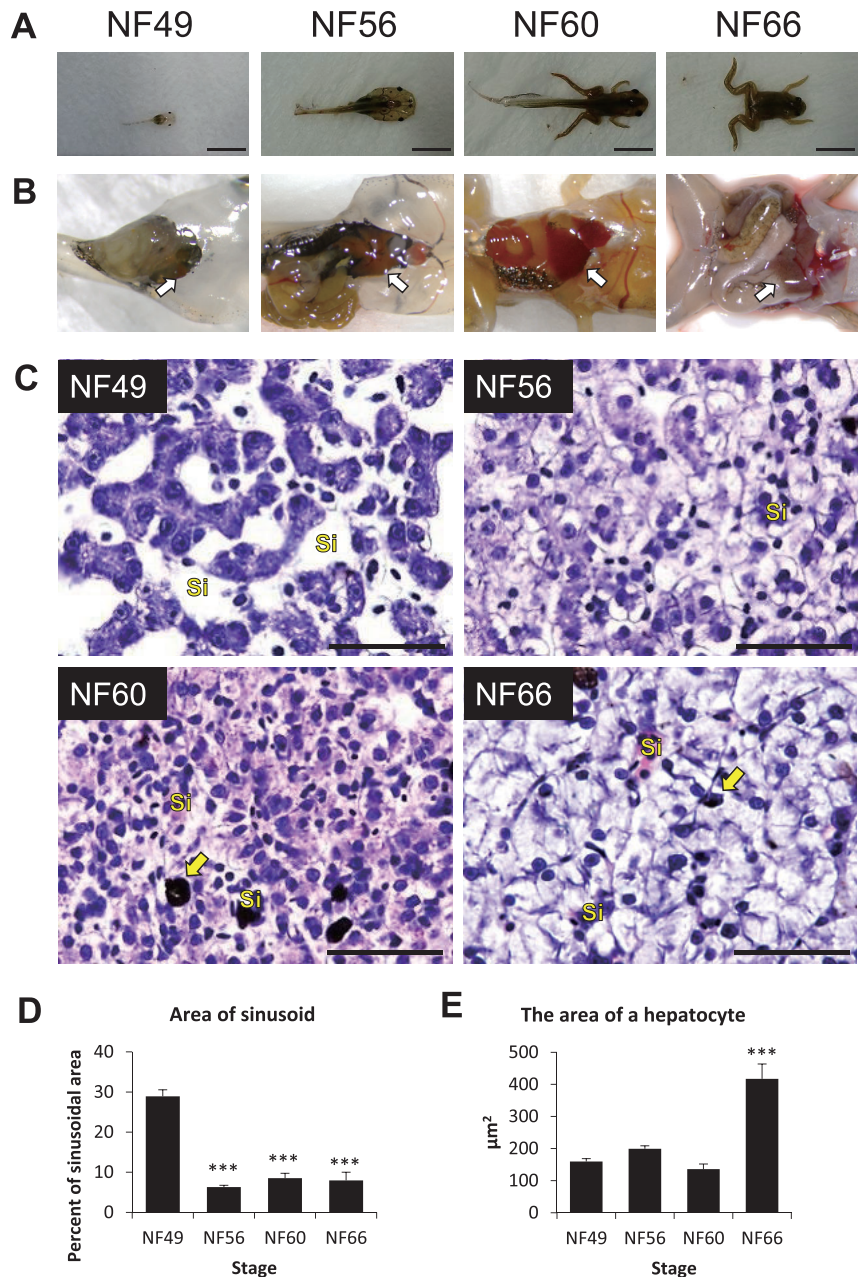 A
NF49 NF56 NF60 NF66
B
C
NF49 NF56
Si
Si
Si
NF60 NF66
Si
Si
Si
Si
D E
Area of sinusoid
Percent of sinusoidal area
40
30
20
10
0
*** *** ***
NF49 NF56 NF60 NF66
Stage
The area of a hepatocyte
µm²
500
400
300
200
100
0
***
NF49 NF56 NF60 NF66
Stage